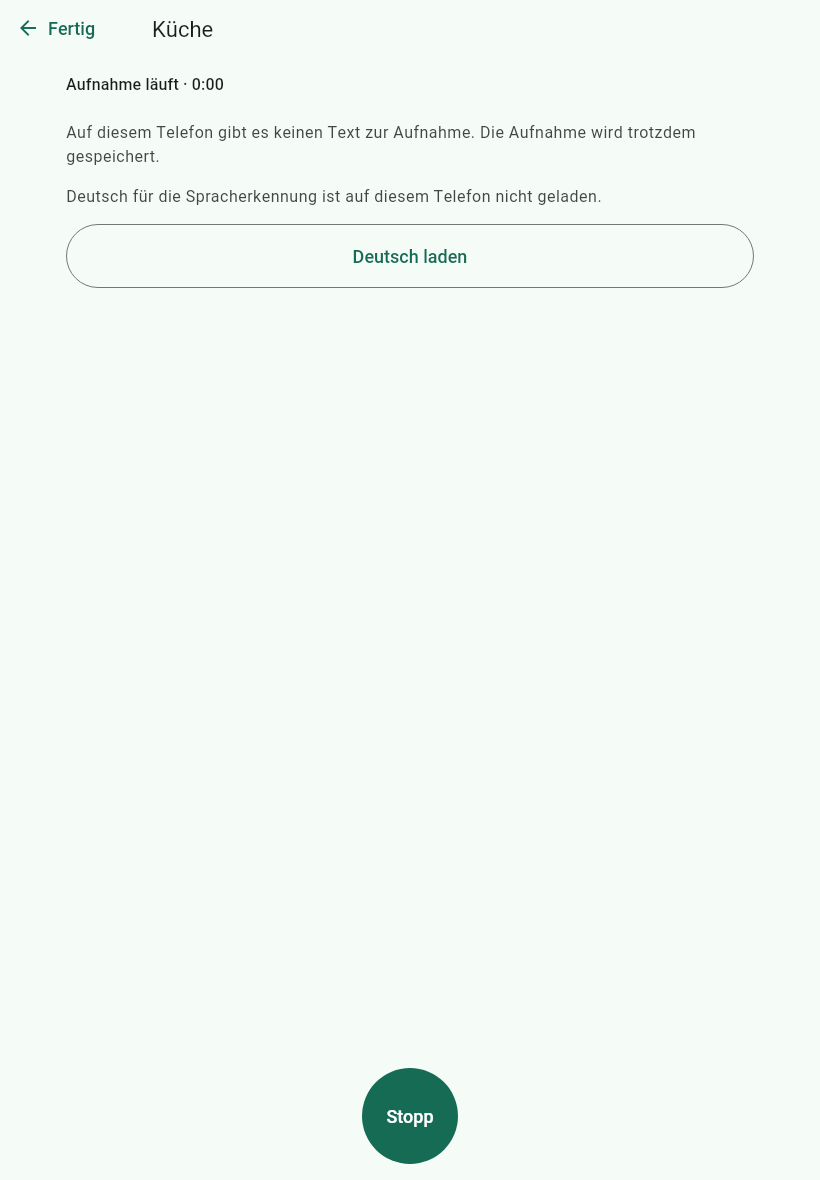 Fertig
Küche
Aufnahme läuft · 0:00
Auf diesem Telefon gibt es keinen Text zur Aufnahme. Die Aufnahme wird trotzdem
gespeichert.
Deutsch für die Spracherkennung ist auf diesem Telefon nicht geladen.
Deutsch laden
Stopp